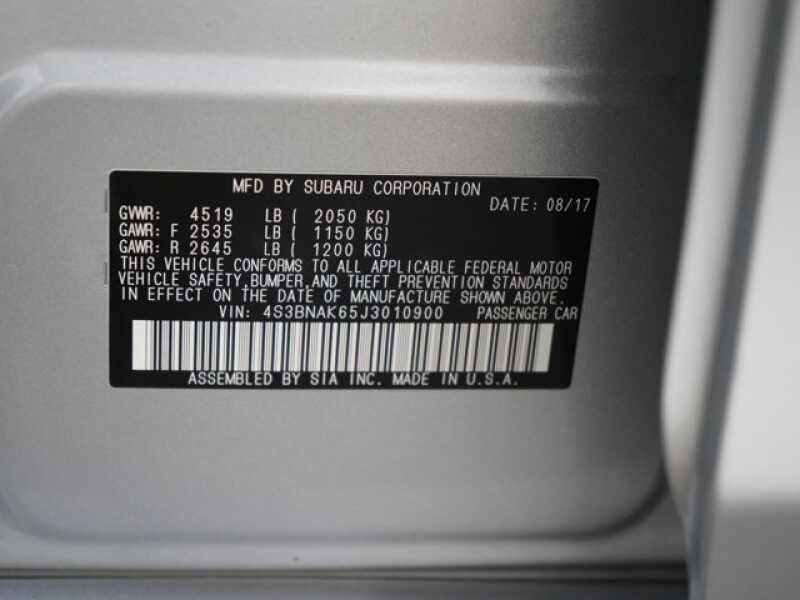 MFD BY SUBARU CORPORATION
DATE: 08/17
GVWR: 4519 LB ( 2050 KG)
GAWR: F 2535 LB ( 1150 KG)
GAWR: R 2645 LB ( 1200 KG)
THIS VEHICLE CONFORMS TO ALL APPLICABLE FEDERAL MOTOR
VEHICLE SAFETY,BUMPER,AND THEFT PREVENTION STANDARDS
IN EFFECT ON THE DATE OF MANUFACTURE SHOWN ABOVE.
VIN: 4S3BNAK65J3010900 PASSENGER CAR
ASSEMBLED BY SIA INC. MADE IN U.S.A.